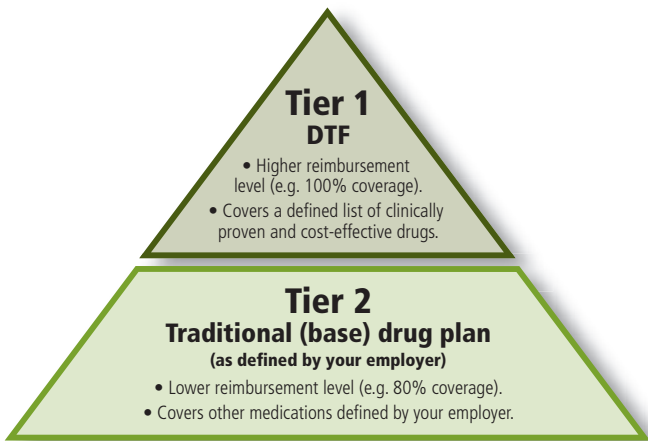 Tier 1
DTF
• Higher reimbursement
level (e.g. 100% coverage).
• Covers a defined list of clinically
proven and cost-effective drugs.
Tier 2
Traditional (base) drug plan
(as defined by your employer)
• Lower reimbursement level (e.g. 80% coverage).
• Covers other medications defined by your employer.